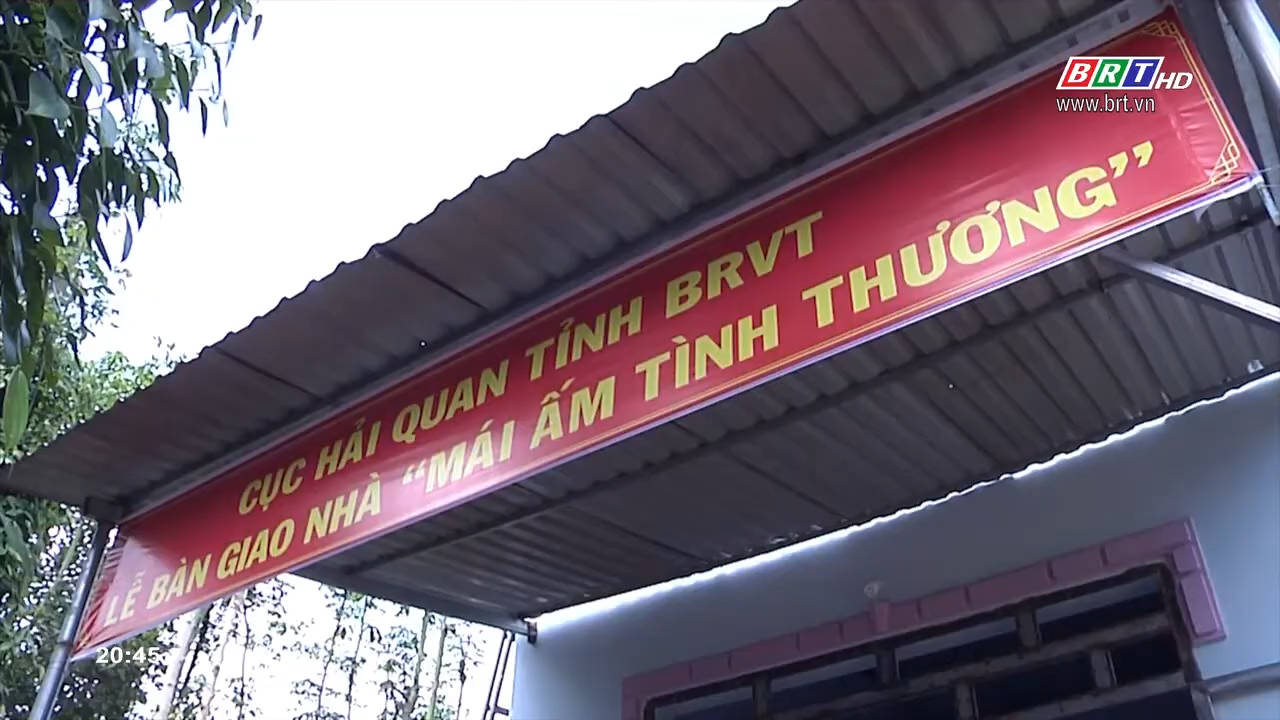 BRT HD
www.brt.vn
CỤC HẢI QUAN TỈNH BRVT
LỄ BÀN GIAO NHÀ “MÁI ẤM TÌNH THƯƠNG”
20:45